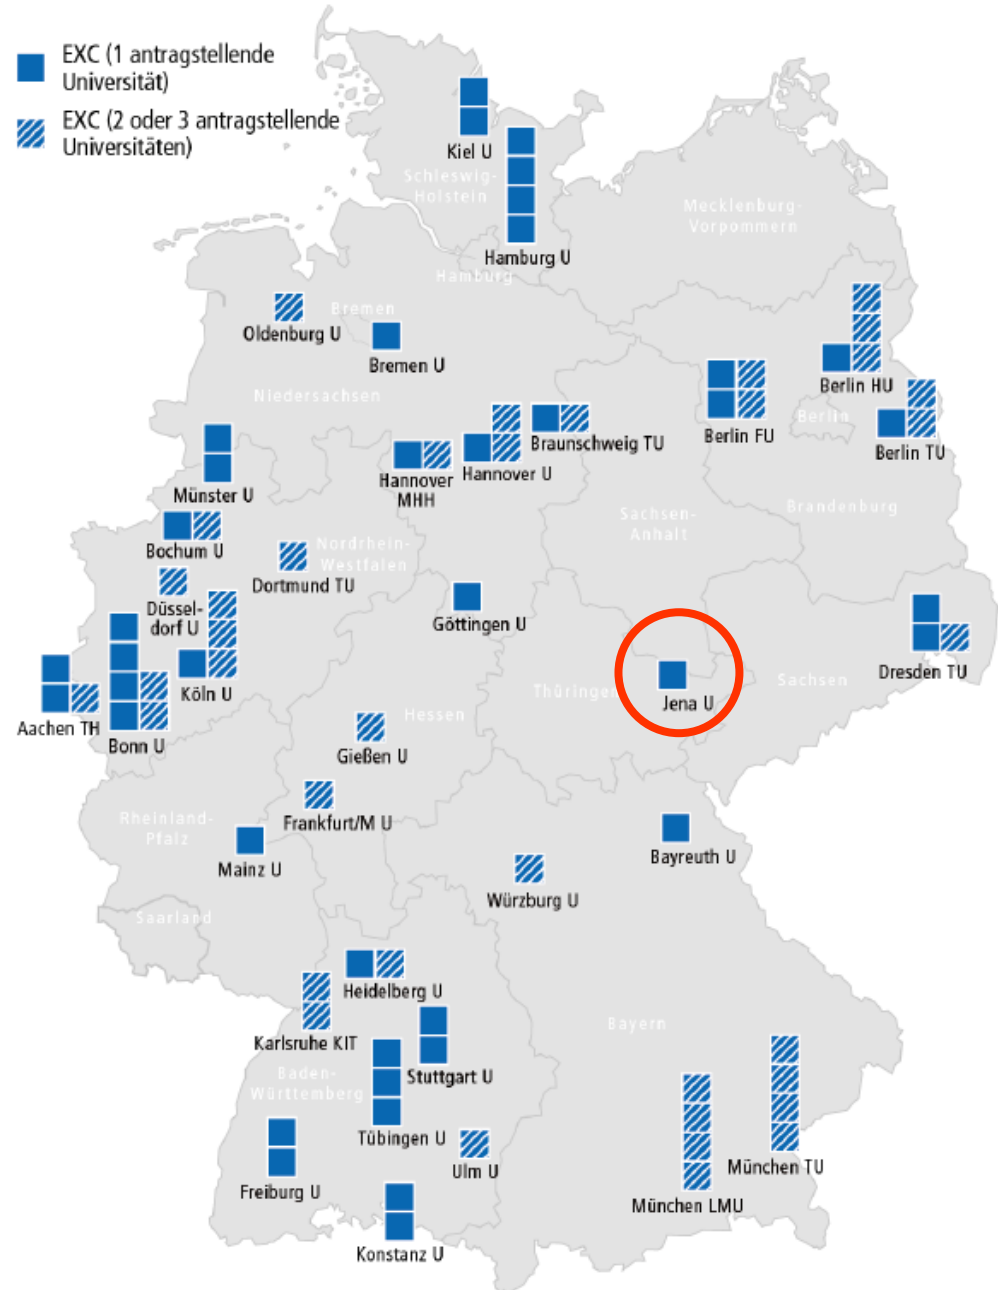 EXC (1 antragstellende
Universität)
EXC (2 oder 3 antragstellende
Universitäten)
Kiel U
Schleswig-
Holstein
Mecklenburg-
Vorpommern
Hamburg U
Hamburg
Bremen
Oldenburg U
Bremen U
Berlin HU
Niedersachsen
Berlin
Braunschweig TU
Berlin FU
Berlin TU
Hannover
MHH
Hannover U
Münster U
Brandenburg
Sachsen-
Anhalt
Bochum U
Nordrhein-
Westfalen
Dortmund TU
Düssel-
dorf U
Göttingen U
Dresden TU
Köln U
Thüringen
Jena U
Sachsen
Aachen TH
Bonn U
Hessen
Gießen U
Rheinland-
Pfalz
Frankfurt/M U
Mainz U
Bayreuth U
Würzburg U
Saarland
Heidelberg U
Karlsruhe KIT
Bayern
Baden-
Württemberg
Stuttgart U
Tübingen U
Ulm U
München TU
Freiburg U
München LMU
Konstanz U